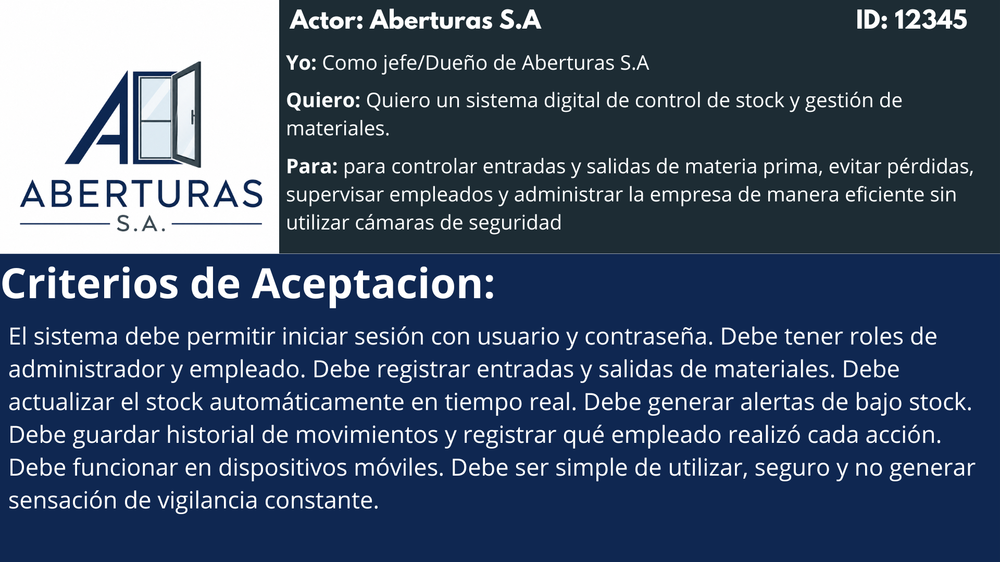 ABERTURAS
S.A.
Actor: Aberturas S.A
ID: 12345
Yo: Como jefe/Dueño de Aberturas S.A
Quiero: Quiero un sistema digital de control de stock y gestión de
materiales.
Para: para controlar entradas y salidas de materia prima, evitar pérdidas,
supervisar empleados y administrar la empresa de manera eficiente sin
utilizar cámaras de seguridad
Criterios de Aceptacion:
El sistema debe permitir iniciar sesión con usuario y contraseña. Debe tener roles de
administrador y empleado. Debe registrar entradas y salidas de materiales. Debe
actualizar el stock automáticamente en tiempo real. Debe generar alertas de bajo stock.
Debe guardar historial de movimientos y registrar qué empleado realizó cada acción.
Debe funcionar en dispositivos móviles. Debe ser simple de utilizar, seguro y no generar
sensación de vigilancia constante.